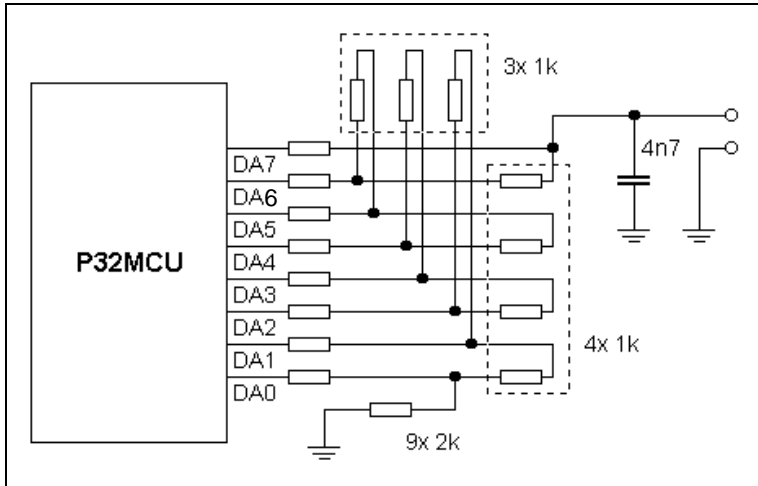 3x 1k
4n7
DA7
DA6
DA5
DA4
P32MCU
DA3
DA2
4x 1k
DA1
DA0
9x 2k